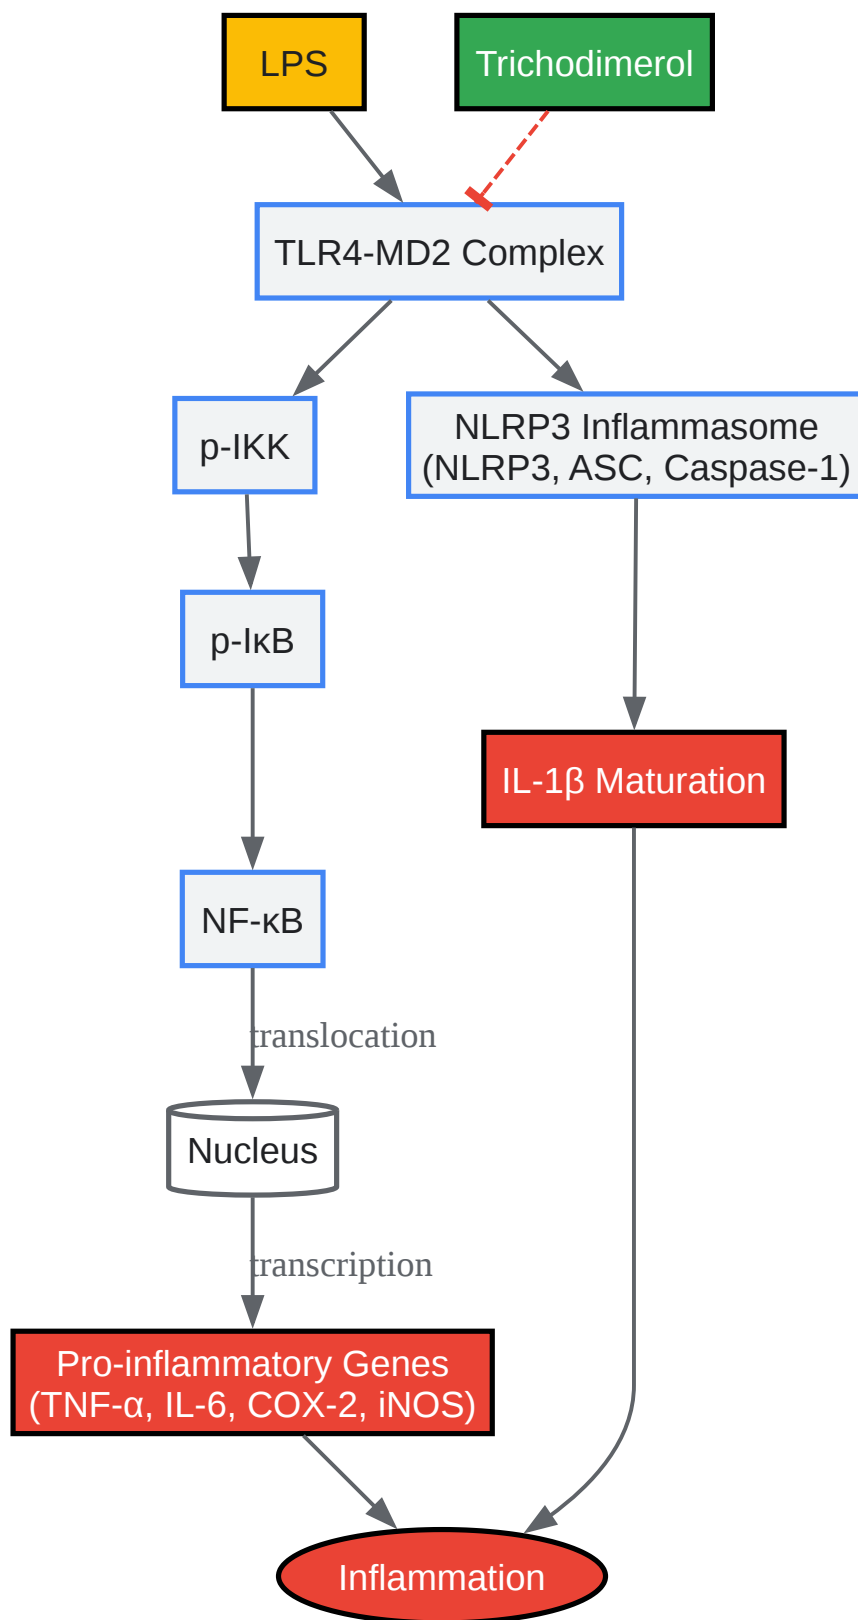 LPS
Trichodimerol
TLR4-MD2 Complex
p-IKK
NLRP3 Inflammasome
(NLRP3, ASC, Caspase-1)
p-IκB
IL-1β Maturation
NF-κB
translocation
Nucleus
transcription
Pro-inflammatory Genes
(TNF-α, IL-6, COX-2, iNOS)
Inflammation